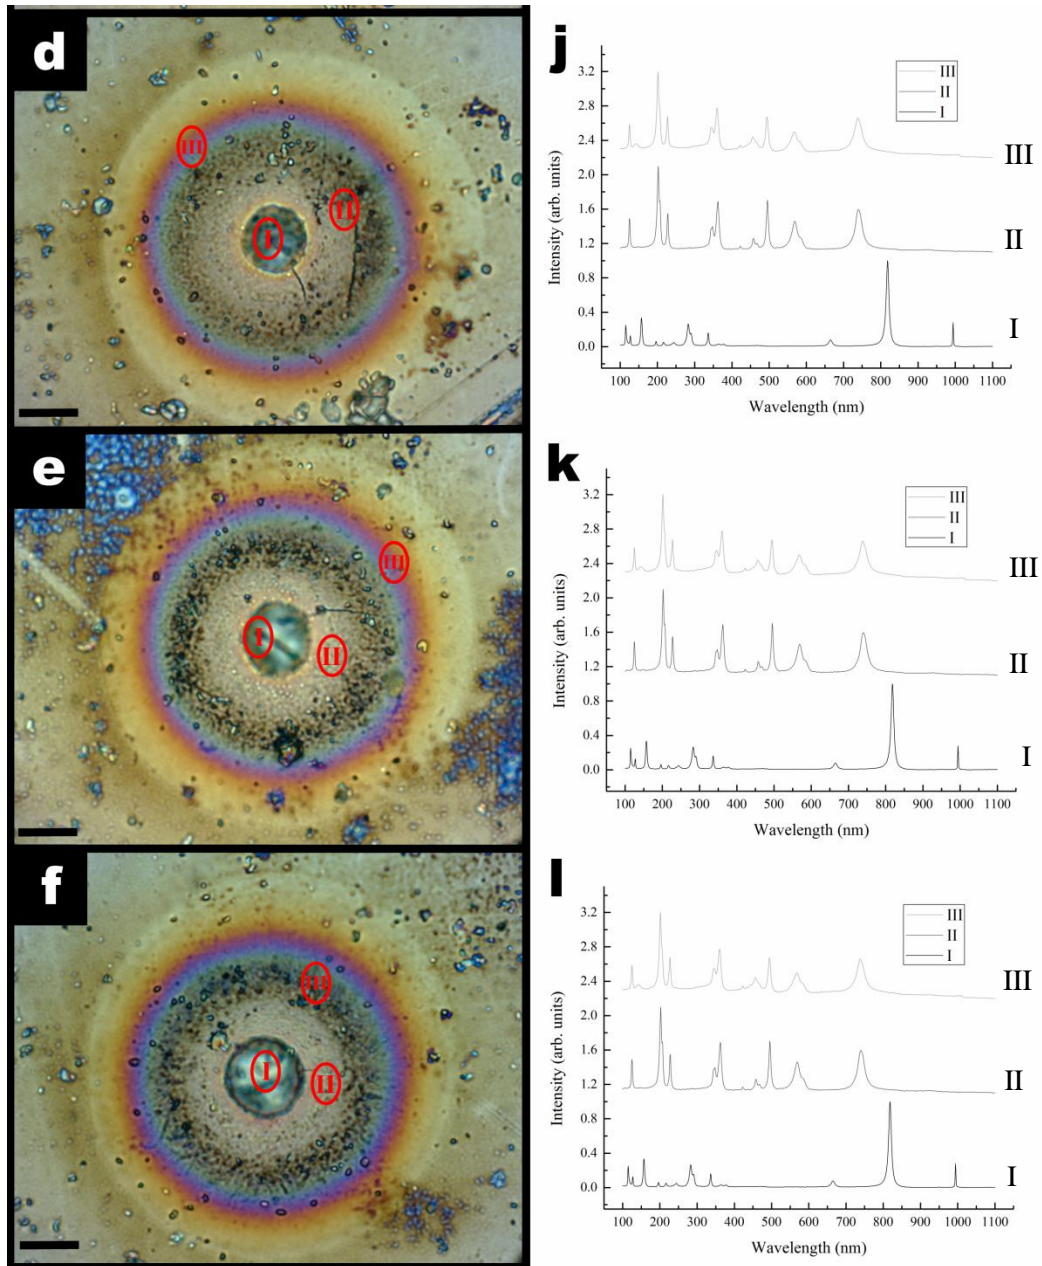 d
III
II
I
j
III
II
I
3.2
2.8
2.4
2.0
1.6
1.2
0.8
0.4
0.0
Intensity (arb. units)
III
II
I
100 200 300 400 500 600 700 800 900 1000 1100
Wavelength (nm)
e
III
I
II
k
III
II
I
3.2
2.8
2.4
2.0
1.6
1.2
0.8
0.4
0.0
Intensity (arb. units)
III
II
I
100 200 300 400 500 600 700 800 900 1000 1100
Wavelength (nm)
f
III
I
II
l
III
II
I
3.2
2.8
2.4
2.0
1.6
1.2
0.8
0.4
0.0
Intensity (arb. units)
III
II
I
100 200 300 400 500 600 700 800 900 1000 1100
Wavelength (nm)